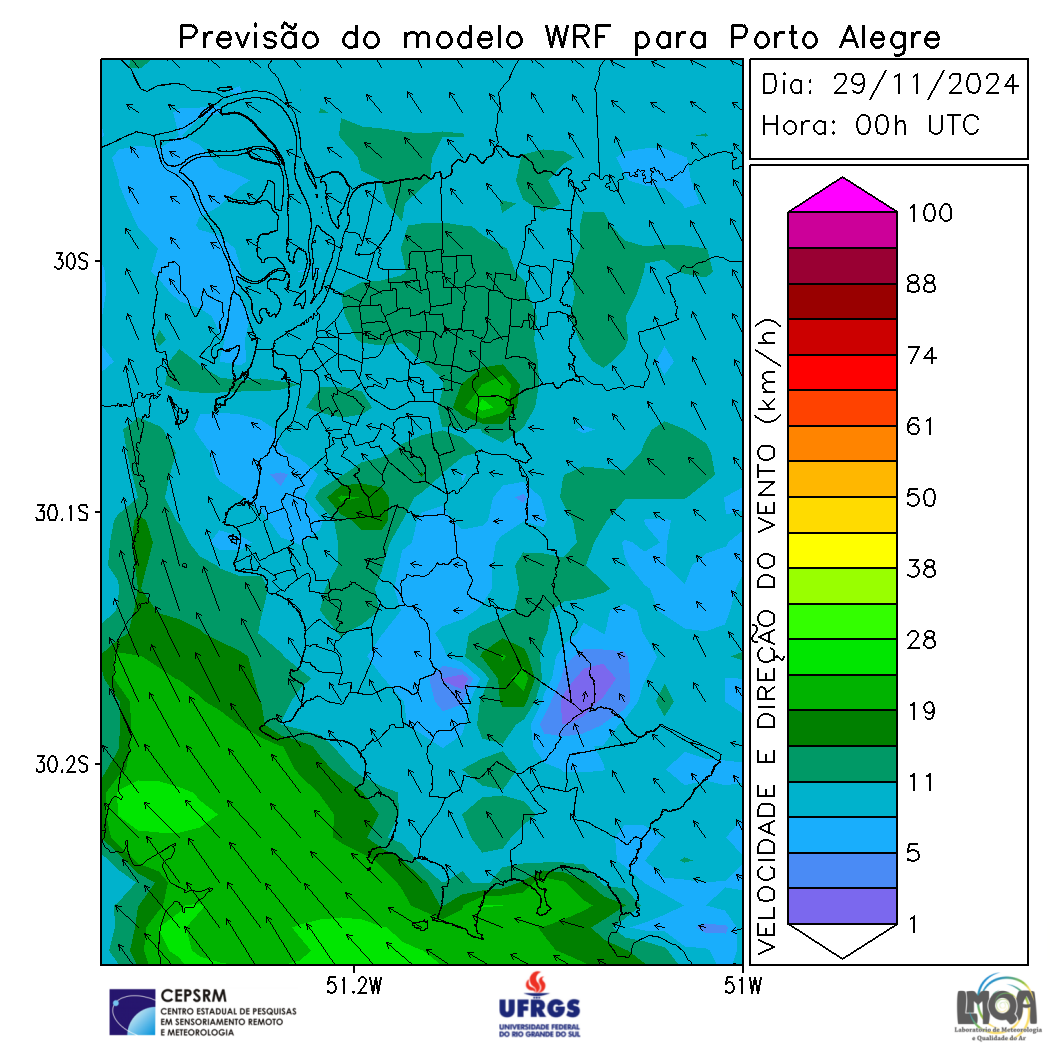 Previsão do modelo WRF para Porto Alegre
Dia: 29/11/2024
Hora: 00h UTC
30S
30.1S
30.2S
51.2W
51W
VELOCIDADE E DIREÇÃO DO VENTO (km/h)
100
88
74
61
50
38
28
19
11
5
1
CEPSRM
CENTRO ESTADUAL DE PESQUISAS
EM SENSORIAMENTO REMOTO
E METEOROLOGIA
UFRGS
UNIVERSIDADE FEDERAL
DO RIO GRANDE DO SUL
LMQA
Laboratório de Meteorologia
e Qualidade do Ar